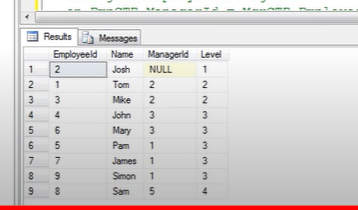 Results Messages
EmployeeId Name ManagerId Level
1 2 Josh NULL 1
2 1 Tom 2 2
3 3 Mike 2 2
4 4 John 3 3
5 6 Mary 3 3
6 5 Pam 1 3
7 7 James 1 3
8 9 Simon 1 3
9 8 Sam 5 4